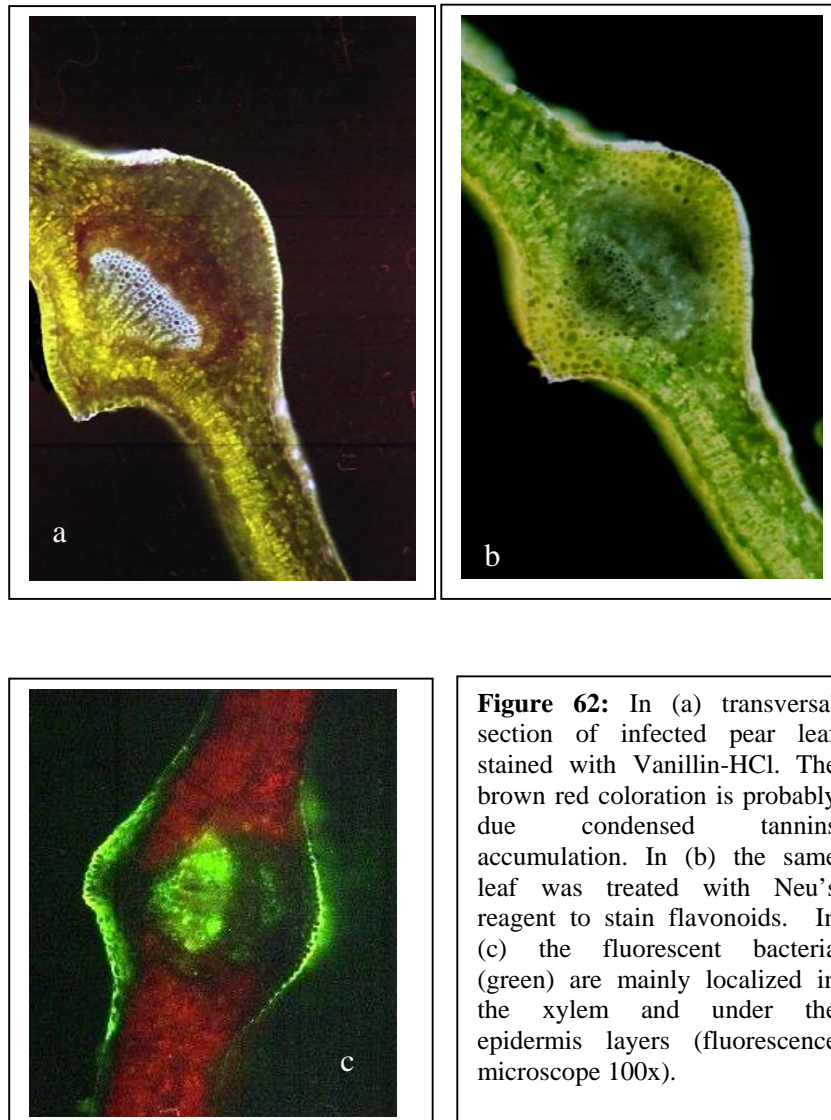 a
b
c
Figure 62: In (a) transversa
section of infected pear leaf
stained with Vanillin-HCl. The
brown red coloration is probably
due condensed tannins
accumulation. In (b) the same
leaf was treated with Neu’s
reagent to stain flavonoids. In
(c) the fluorescent bacteria
(green) are mainly localized in
the xylem and under the
epidermis layers (fluorescence
microscope 100x).